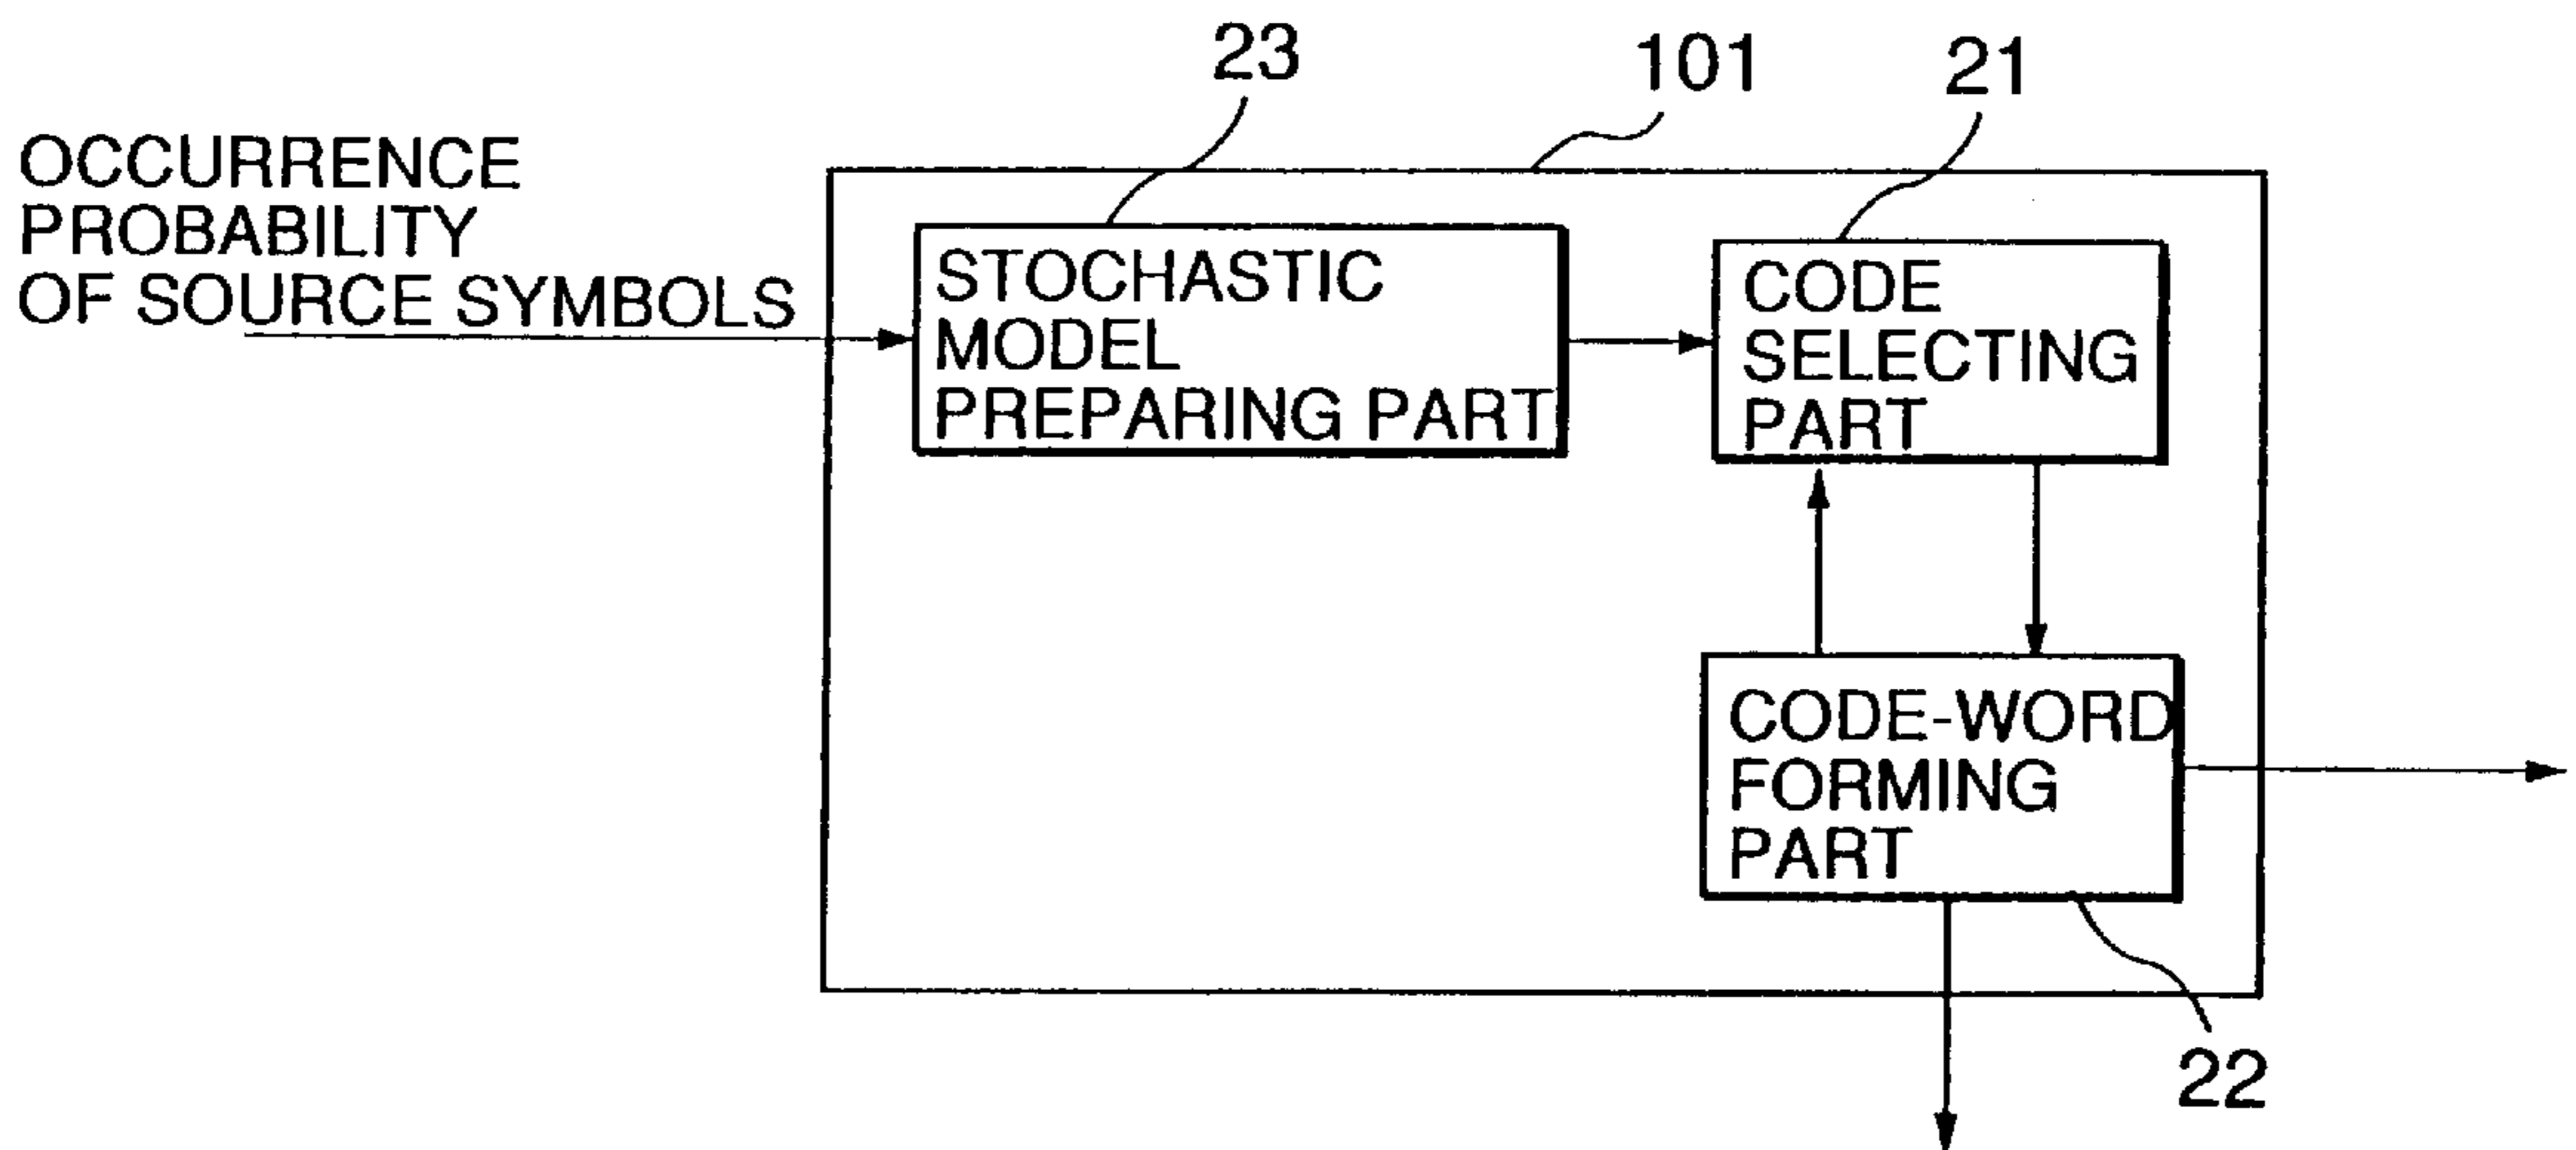 23
101
21
OCCURRENCE
PROBABILITY
OF SOURCE SYMBOLS
STOCHASTIC
MODEL
PREPARING PART
CODE
SELECTING
PART
CODE-WORD
FORMING
PART
22